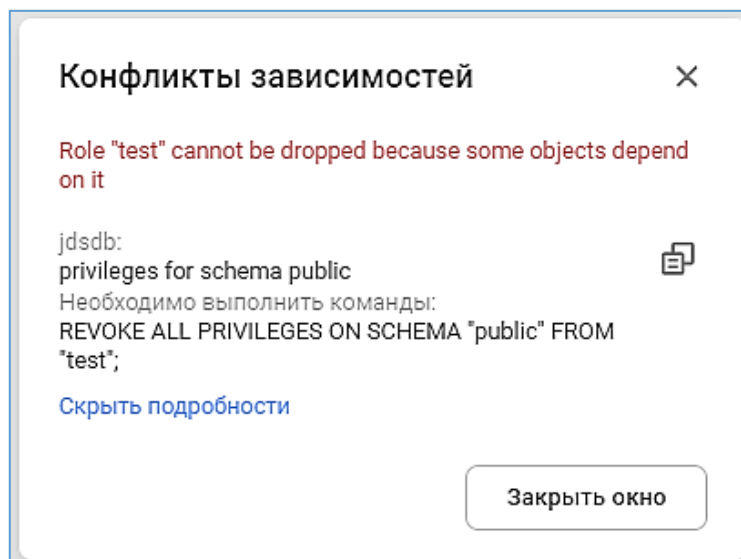 Конфликты зависимостей
Role "test" cannot be dropped because some objects depend
on it
jdsdb:
privileges for schema public
Необходимо выполнить команды:
REVOKE ALL PRIVILEGES ON SCHEMA "public" FROM
"test";
Скрыть подробности
Закрыть окно